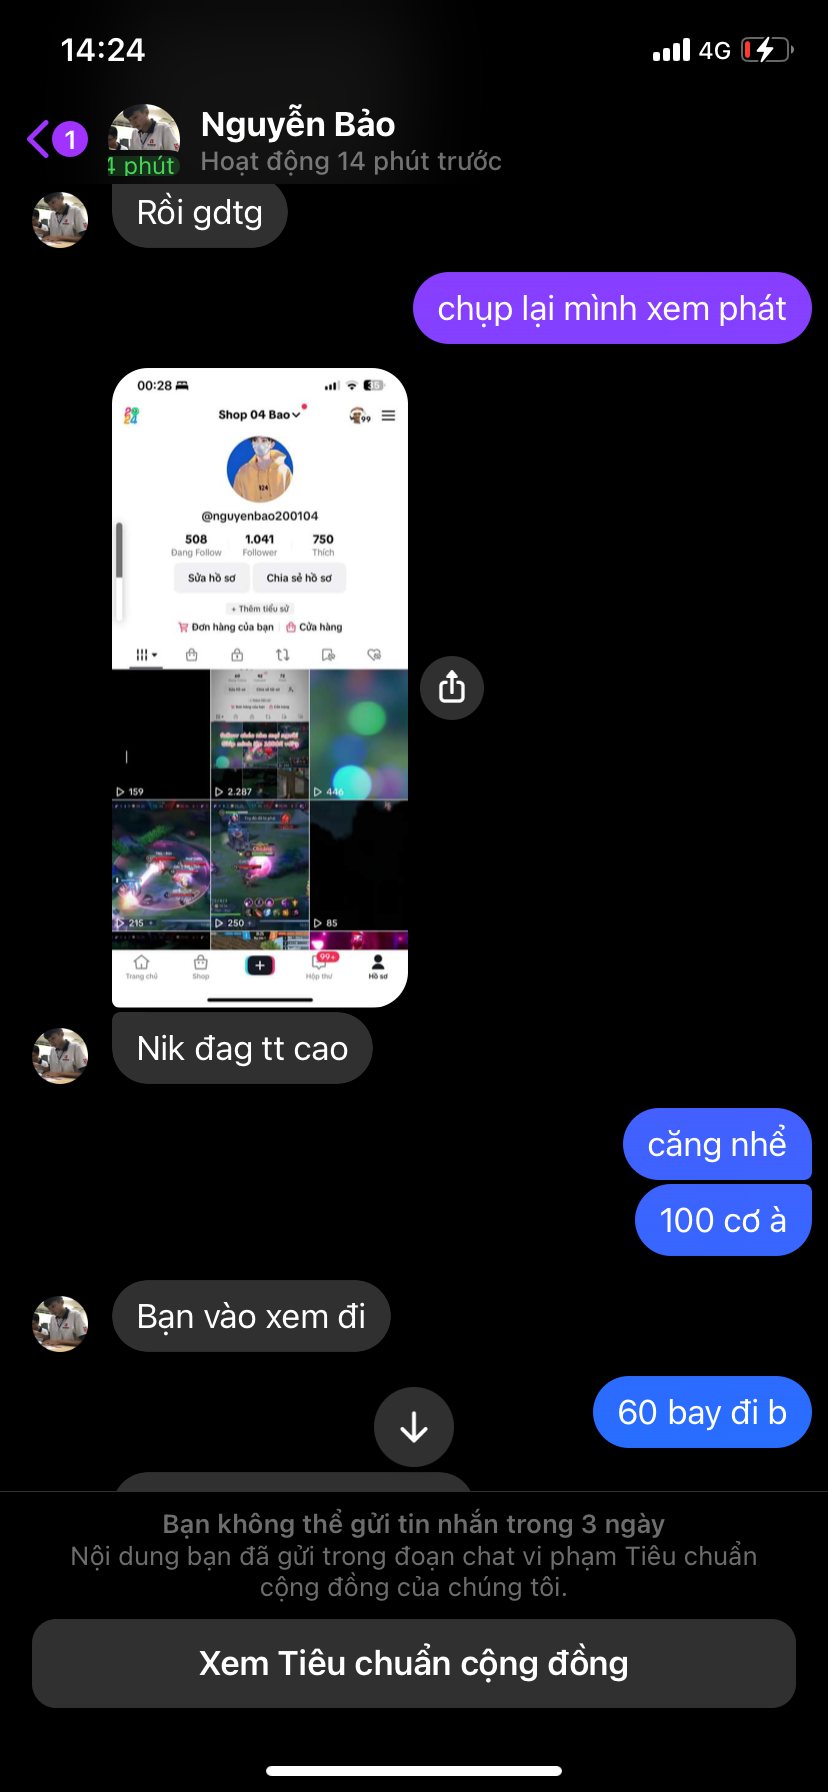 14:24
4G
1
Nguyễn Bảo
4 phút
Hoạt động 14 phút trước
Rồi gdtg
chụp lại mình xem phát
00:28
35
Shop 04 Bao
99
@nguyenbao200104
508
1.041
750
Đang Follow
Follower
Thích
Sửa hồ sơ
Chia sẻ hồ sơ
+ Thêm tiểu sử
Đơn hàng của bạn
Cửa hàng
159
2.287
446
215
250
85
99+
Trang chủ
Shop
Hộp thư
Hồ sơ
Nik đag tt cao
căng nhể
100 cơ à
Bạn vào xem đi
60 bay đi b
Bạn không thể gửi tin nhắn trong 3 ngày
Nội dung bạn đã gửi trong đoạn chat vi phạm Tiêu chuẩn
cộng đồng của chúng tôi.
Xem Tiêu chuẩn cộng đồng